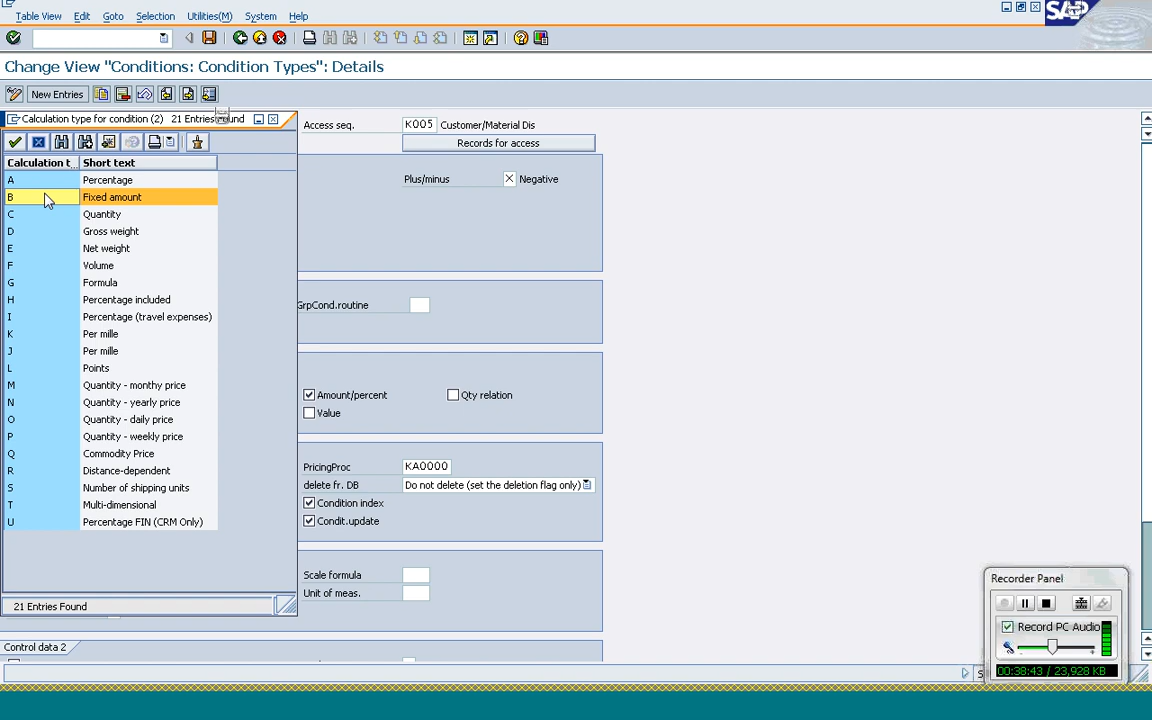 Table View Edit Goto Selection Utilities(M) System Help
SAP
Change View "Conditions: Condition Types": Details
New Entries
Calculation type for condition (2) 21 Entries Found
Calculation t... Short text
A Percentage
B Fixed amount
C Quantity
D Gross weight
E Net weight
F Volume
G Formula
H Percentage included
I Percentage (travel expenses)
K Per mille
J Per mille
L Points
M Quantity - monthy price
N Quantity - yearly price
O Quantity - daily price
P Quantity - weekly price
Q Commodity Price
R Distance-dependent
S Number of shipping units
T Multi-dimensional
U Percentage FIN (CRM Only)
21 Entries Found
Access seq. K005 Customer/Material Dis
Records for access
Plus/minus X Negative
GrpCond.routine
Amount/percent Qty relation
Value
PricingProc KA0000
delete fr. DB Do not delete (set the deletion flag only)
Condition index
Condit.update
Scale formula
Unit of meas.
Control data 2
Recorder Panel
Record PC Audio
00:38:43 / 23,928 KB